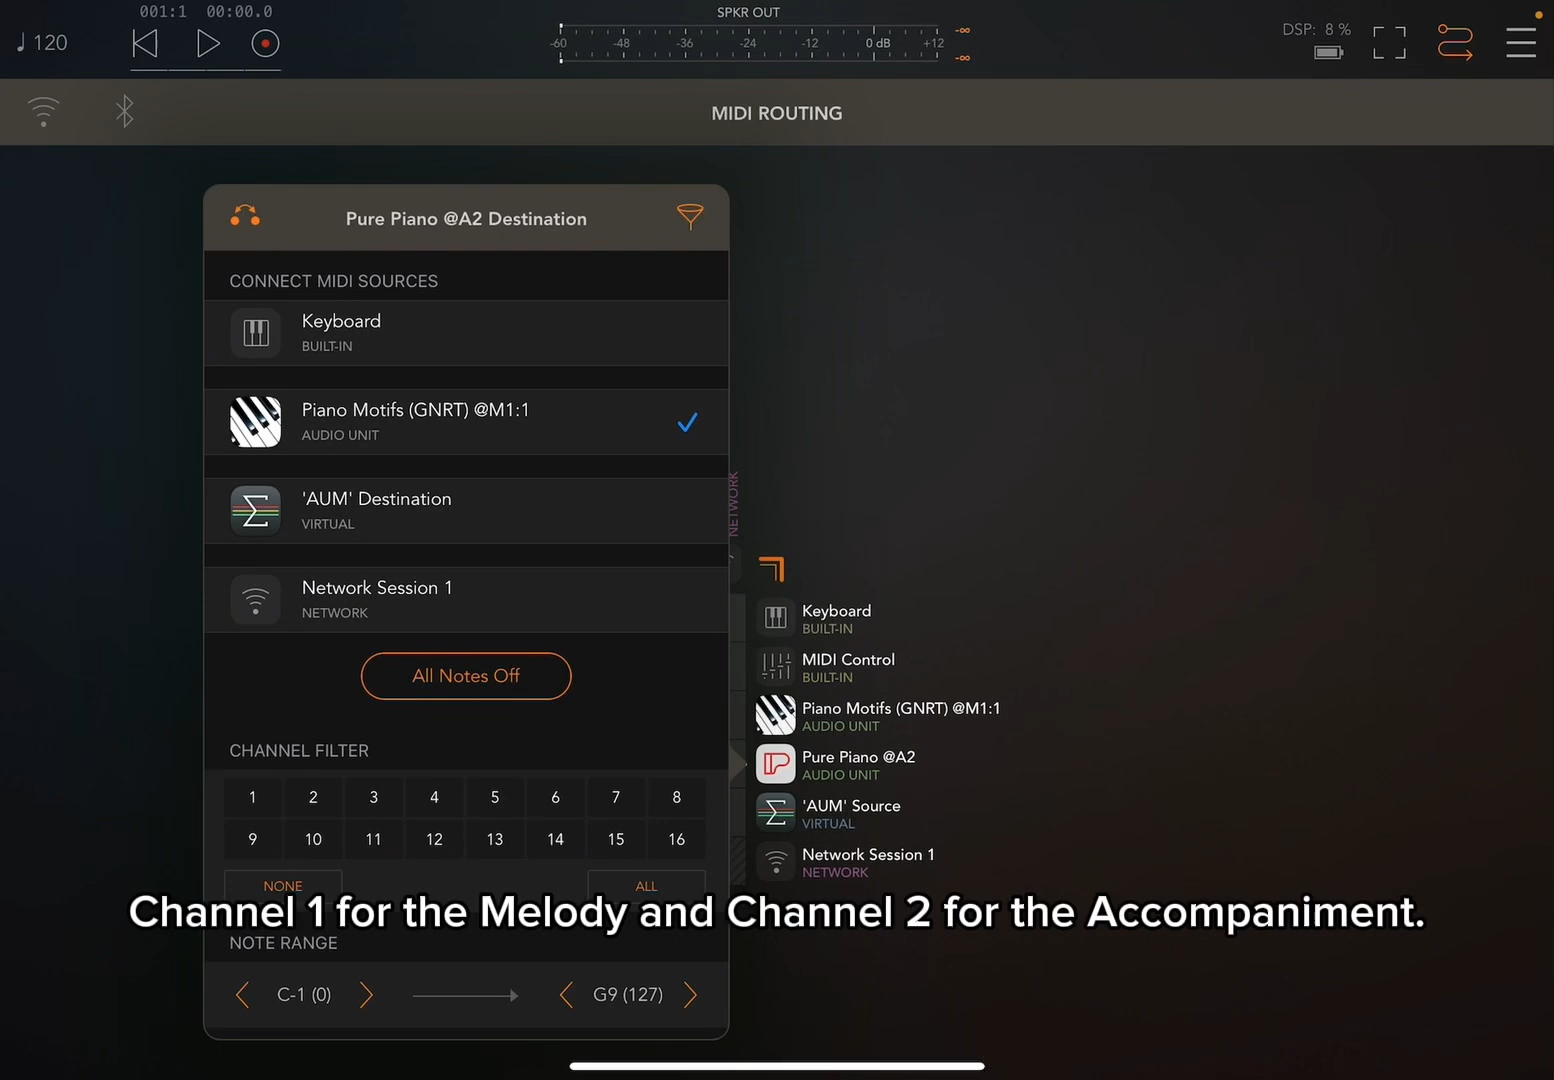 001:1 00:00.0
SPKR OUT
♩ 120
-60 -48 -36 -24 -12 0 dB +12
-∞
-∞
DSP: 8 %
MIDI ROUTING
Pure Piano @A2 Destination
CONNECT MIDI SOURCES
Keyboard
BUILT-IN
Piano Motifs (GNRT) @M1:1
AUDIO UNIT
'AUM' Destination
VIRTUAL
Network Session 1
NETWORK
All Notes Off
CHANNEL FILTER
1 2 3 4 5 6 7 8
9 10 11 12 13 14 15 16
NONE ALL
NOTE RANGE
C-1 (0) G9 (127)
NETWORK
Keyboard
BUILT-IN
MIDI Control
BUILT-IN
Piano Motifs (GNRT) @M1:1
AUDIO UNIT
Pure Piano @A2
AUDIO UNIT
'AUM' Source
VIRTUAL
Network Session 1
NETWORK
Channel 1 for the Melody and Channel 2 for the Accompaniment.